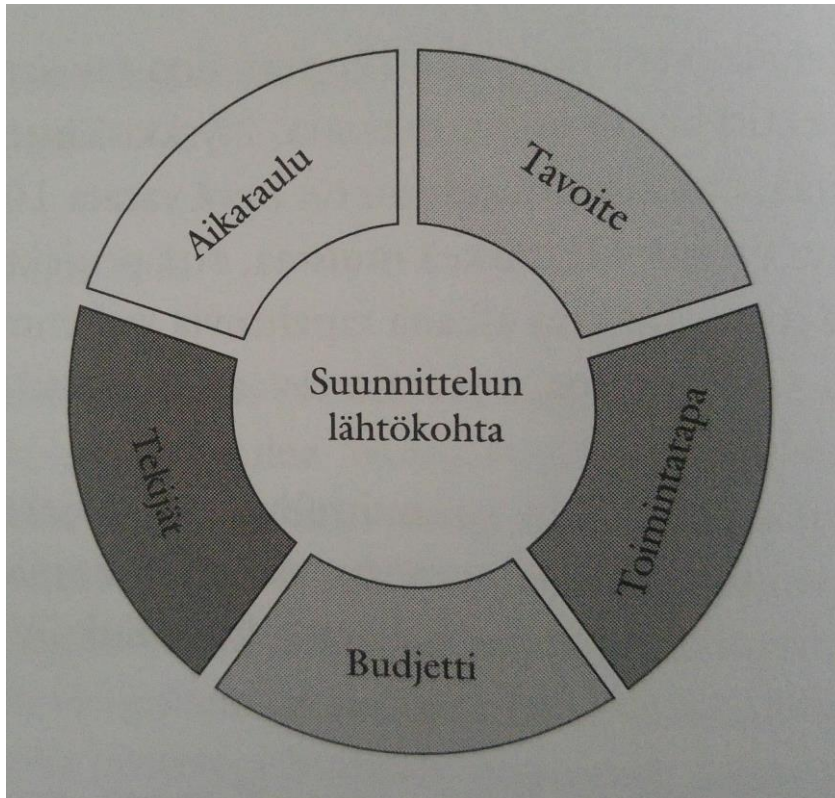 Aikataulu
Tavoite
Suunnittelun
lähtökohta
Tekijät
Toimintatapa
Budjetti